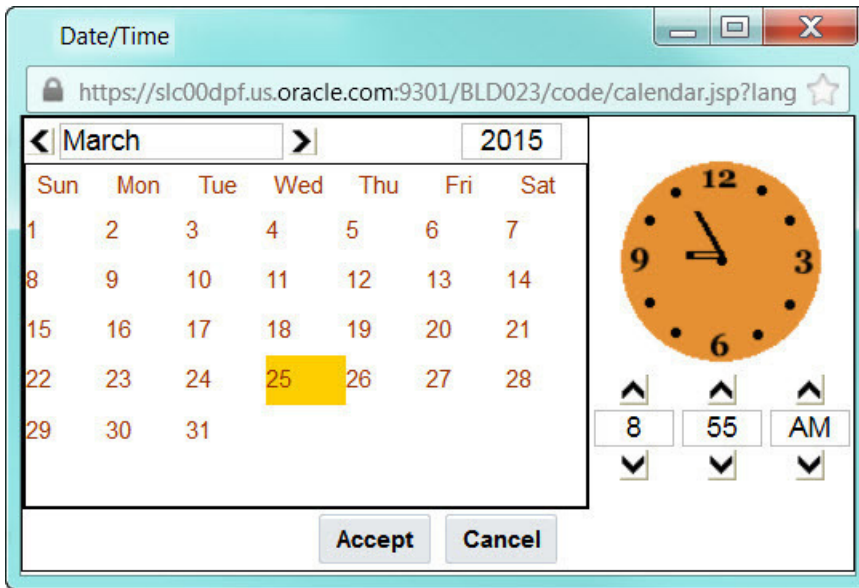 Date/Time
https://slc00dpf.us.oracle.com:9301/BLD023/code/calendar.jsp?lang
March 2015
Sun Mon Tue Wed Thu Fri Sat
1 2 3 4 5 6 7
8 9 10 11 12 13 14
15 16 17 18 19 20 21
22 23 24 25 26 27 28
29 30 31
12
9 3
6
8 55 AM
Accept Cancel